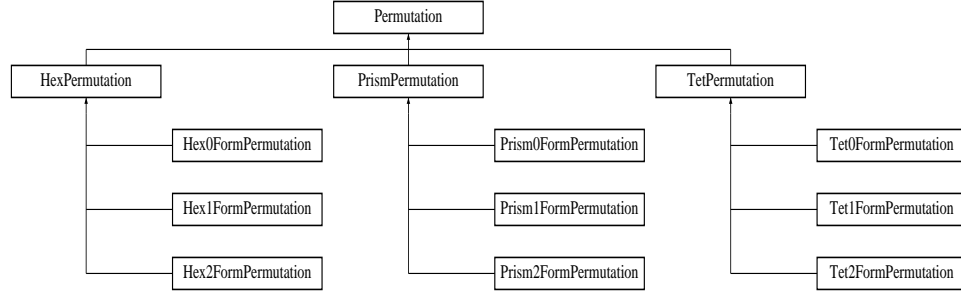 Permutation
HexPermutation
PrismPermutation
TetPermutation
Hex0FormPermutation
Prism0FormPermutation
Tet0FormPermutation
Hex1FormPermutation
Prism1FormPermutation
Tet1FormPermutation
Hex2FormPermutation
Prism2FormPermutation
Tet2FormPermutation